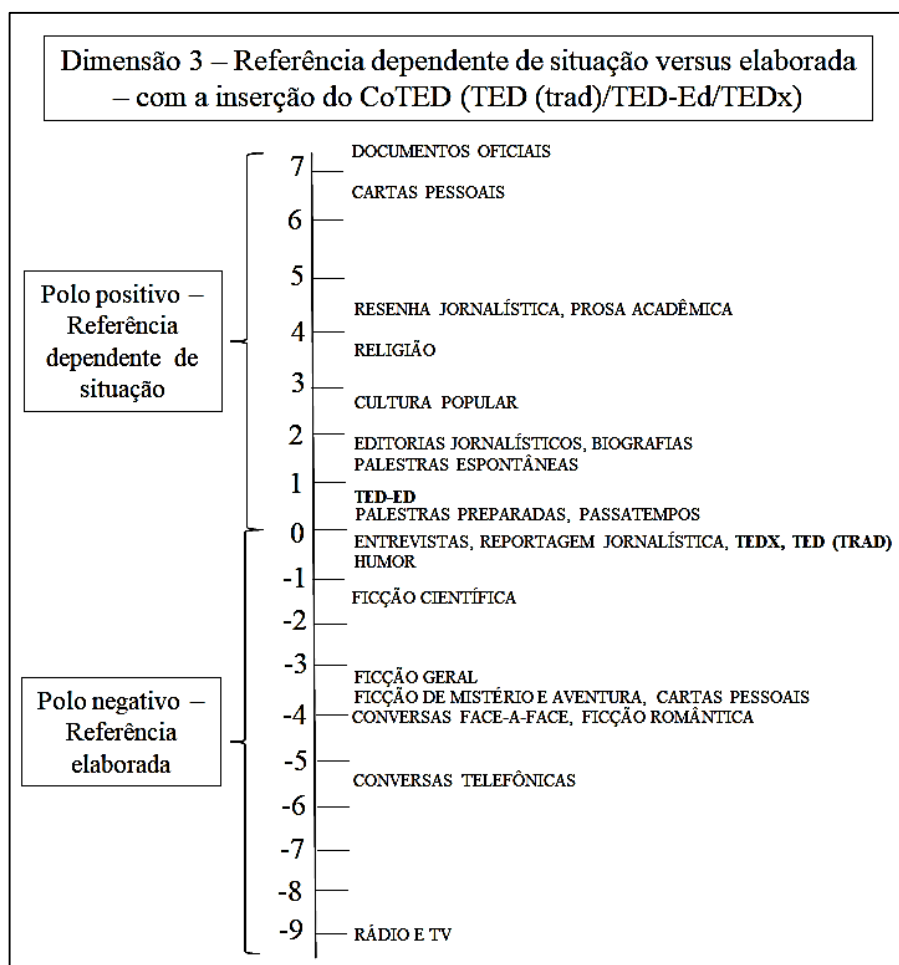 Dimensão 3 – Referência dependente de situação versus elaborada
– com a inserção do CoTED (TED (trad)/TED-Ed/TEDx)
7
DOCUMENTOS OFICIAIS
CARTAS PESSOAIS
6
5
Polo positivo –
Referência
dependente de
situação
RESENHA JORNALÍSTICA, PROSA ACADÊMICA
4
RELIGIÃO
3
CULTURA POPULAR
2
EDITORIAS JORNALÍSTICOS, BIOGRAFIAS
PALESTRAS ESPONTÂNEAS
1
TED-ED
PALESTRAS PREPARADAS, PASSATEMPOS
0
ENTREVISTAS, REPORTAGEM JORNALÍSTICA, TEDX, TED (TRAD)
HUMOR
-1
FICÇÃO CIENTÍFICA
-2
-3
FICÇÃO GERAL
Polo negativo –
Referência
elaborada
FICÇÃO DE MISTÉRIO E AVENTURA, CARTAS PESSOAIS
-4
CONVERSAS FACE-A-FACE, FICÇÃO ROMÂNTICA
-5
CONVERSAS TELEFÔNICAS
-6
-7
-8
-9
RÁDIO E TV